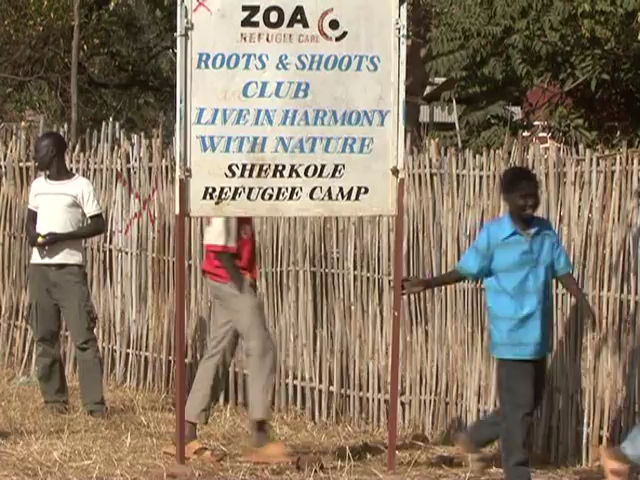 ZOA
REFUGEE CARE
ROOTS & SHOOTS
CLUB
LIVE IN HARMONY
WITH NATURE
SHERKOLE
REFUGEE CAMP